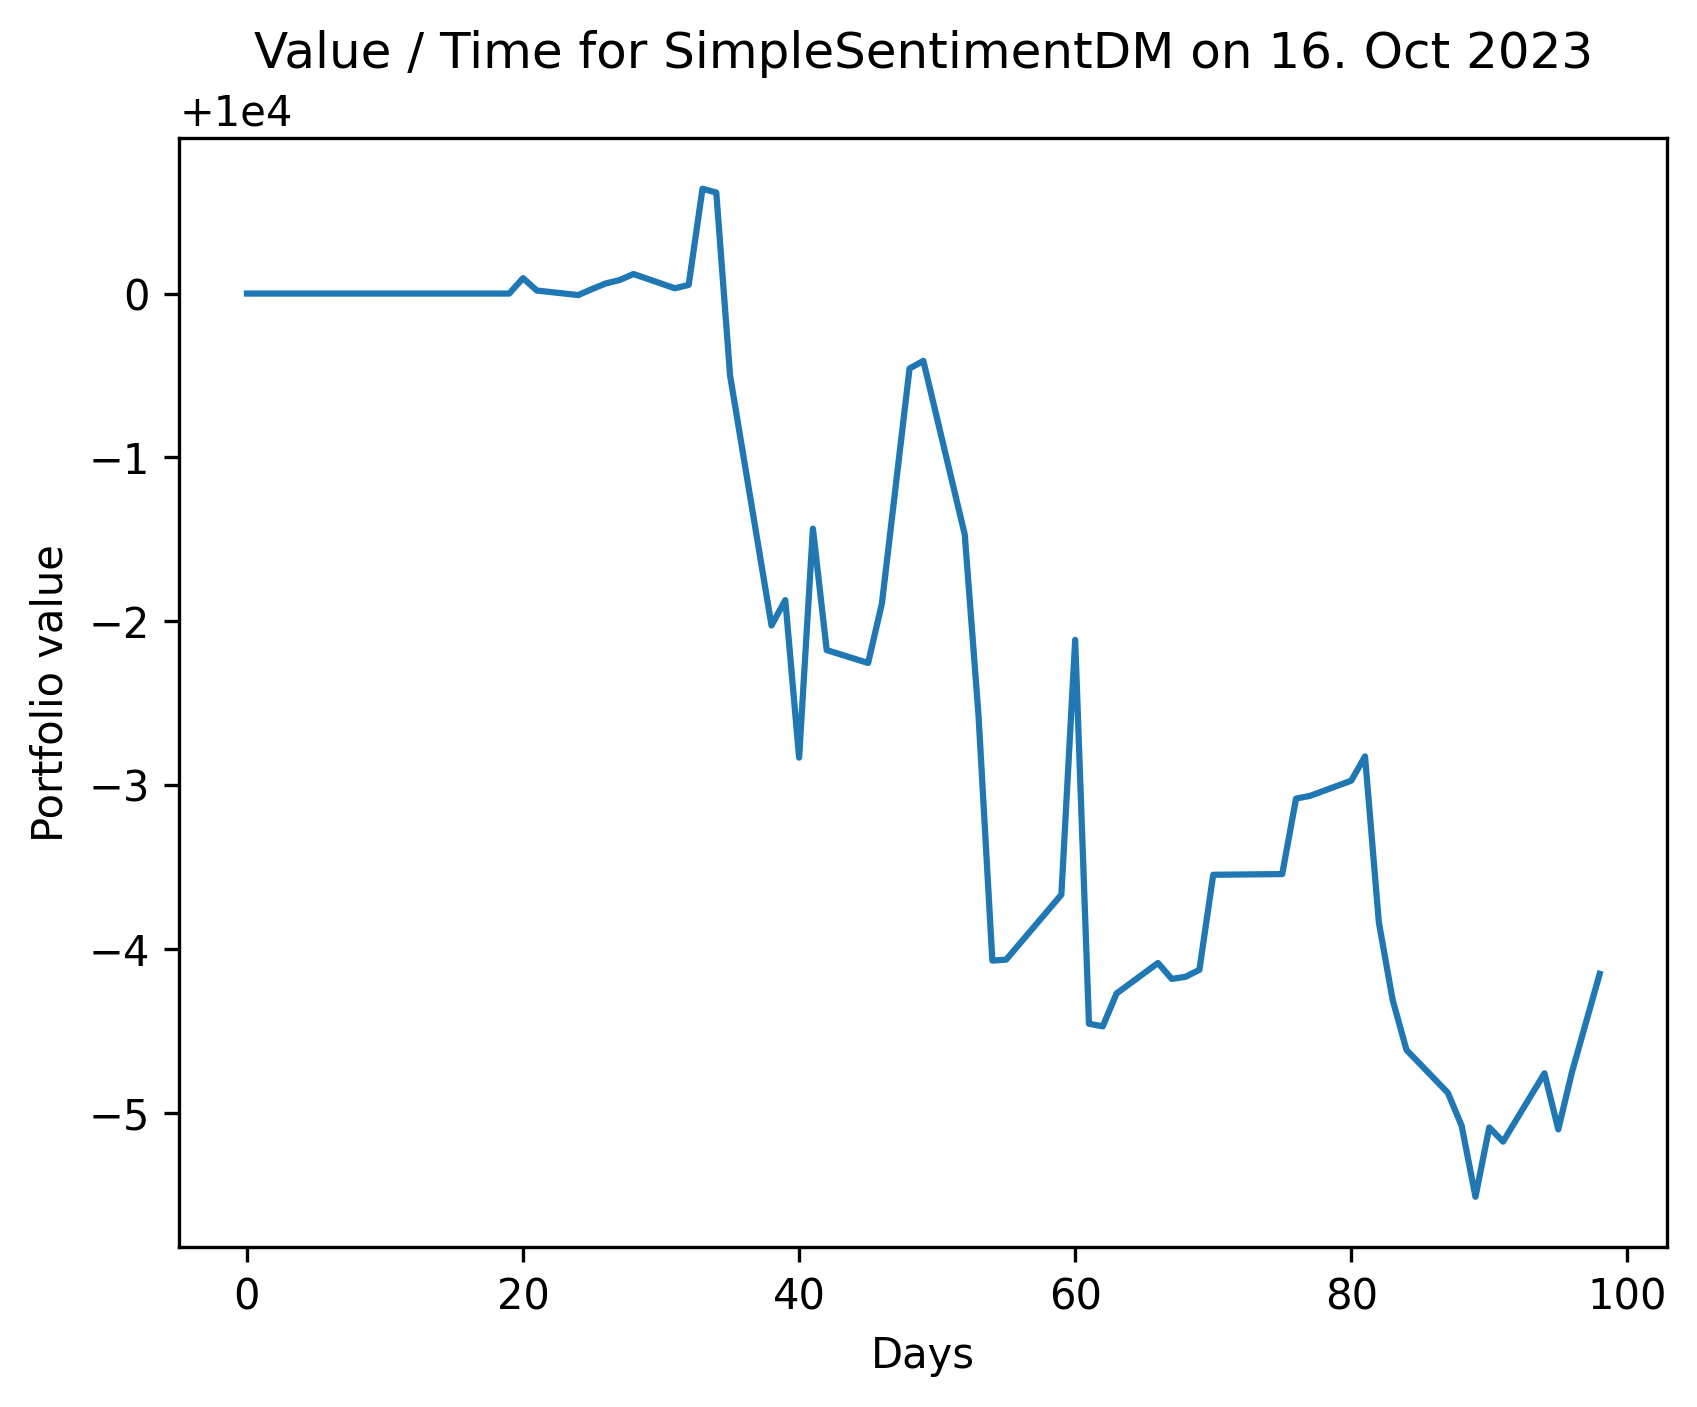 Value / Time for SimpleSentimentDM on 16. Oct 2023
+1e4
0
−1
−2
−3
−4
−5
Portfolio value
0 20 40 60 80 100
Days